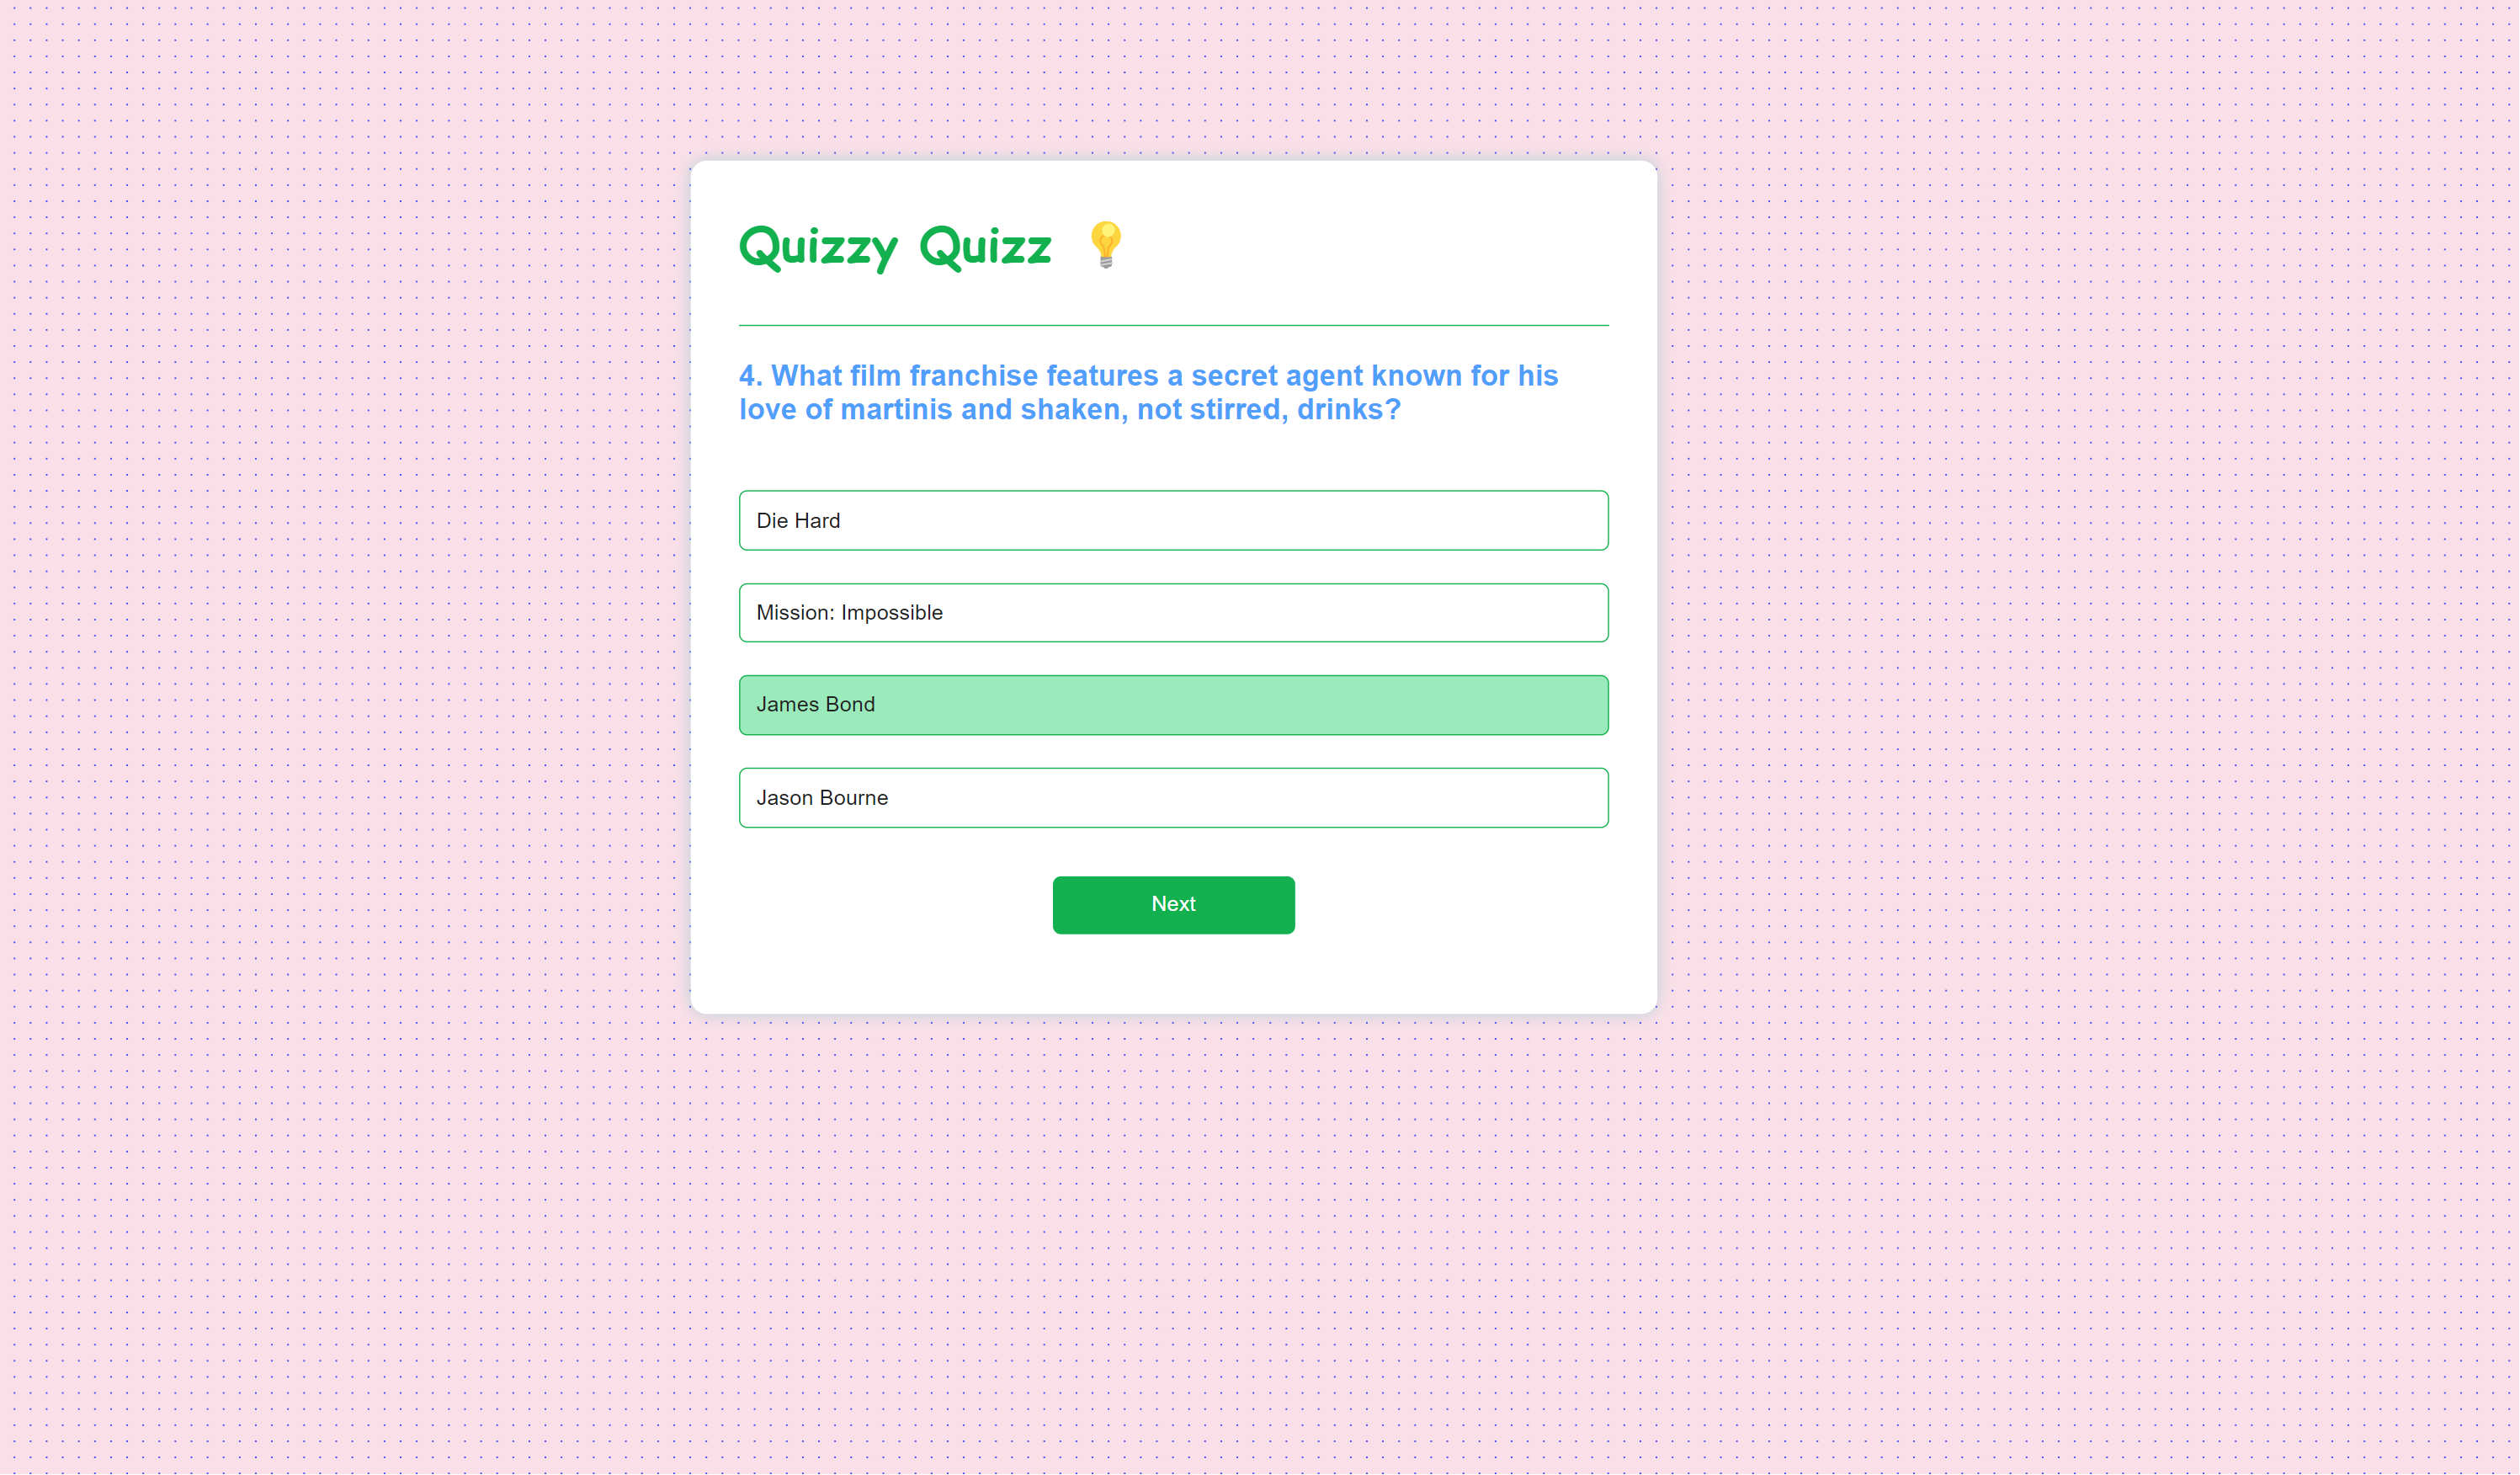 Quizzy Quizz
4. What film franchise features a secret agent known for his
love of martinis and shaken, not stirred, drinks?
Die Hard
Mission: Impossible
James Bond
Jason Bourne
Next